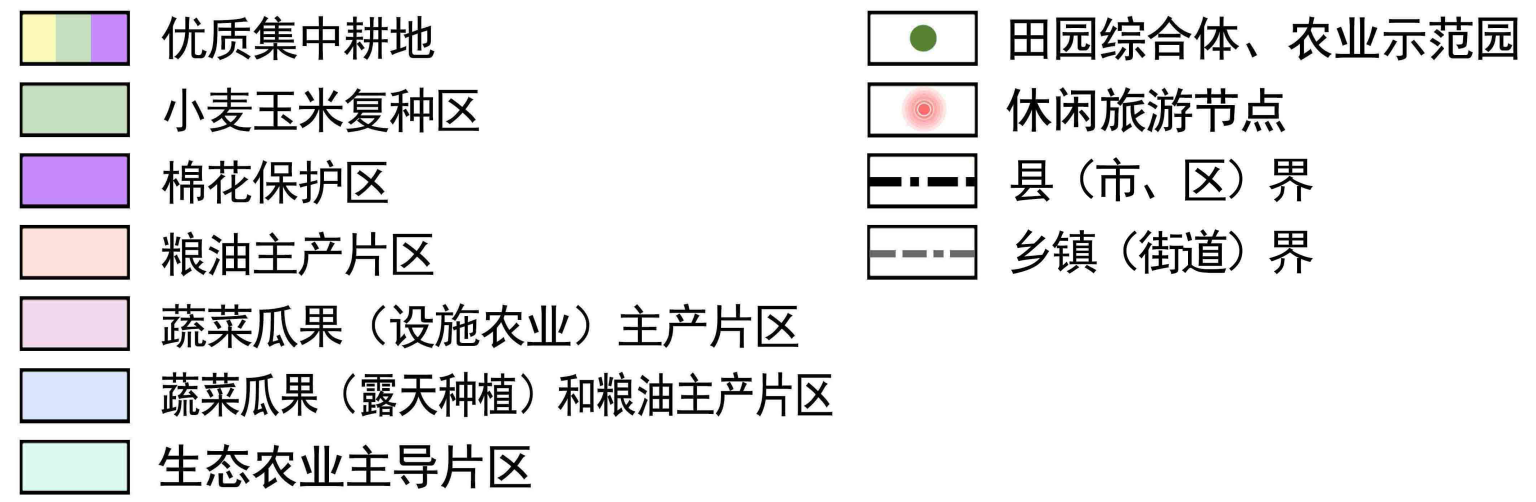 优质集中耕地
小麦玉米复种区
棉花保护区
粮油主产片区
蔬菜瓜果（设施农业）主产片区
蔬菜瓜果（露天种植）和粮油主产片区
生态农业主导片区
田园综合体、农业示范园
休闲旅游节点
县（市、区）界
乡镇（街道）界